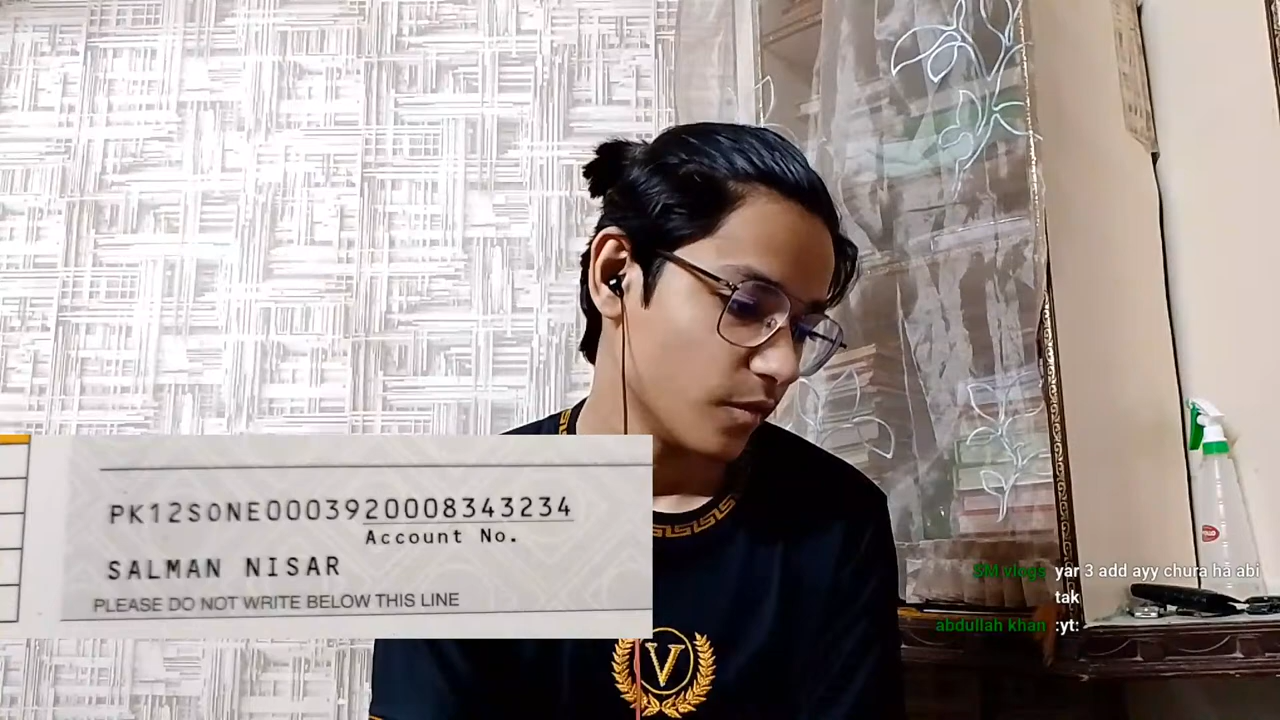 PK12SONE0003920008343234
Account No.
SALMAN NISAR
PLEASE DO NOT WRITE BELOW THIS LINE
V
SM vlogs yar 3 add ayy chura ha abi
tak
abdullah khan :yt: